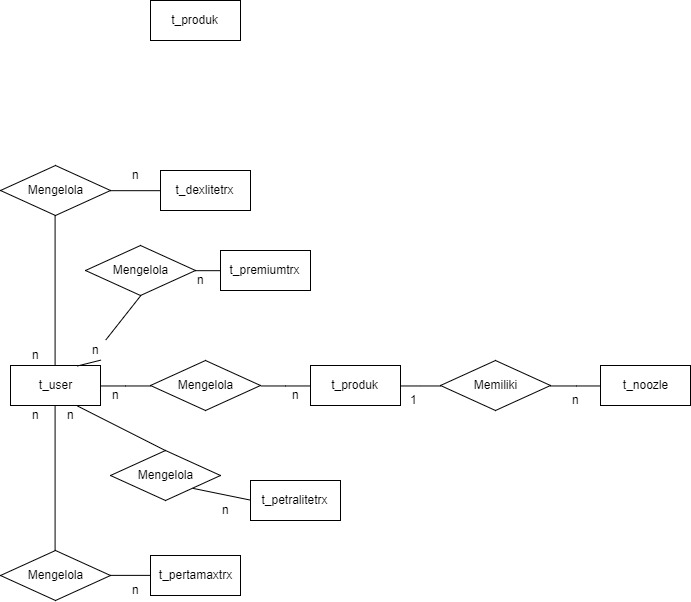 t_produk
n
Mengelola
t_dexlitetrx
Mengelola
t_premiumtrx
n
n
n
t_user
Mengelola
t_produk
Memiliki
t_noozle
n
n
1
n
n
n
Mengelola
t_petralitetrx
n
Mengelola
t_pertamaxtrx
n